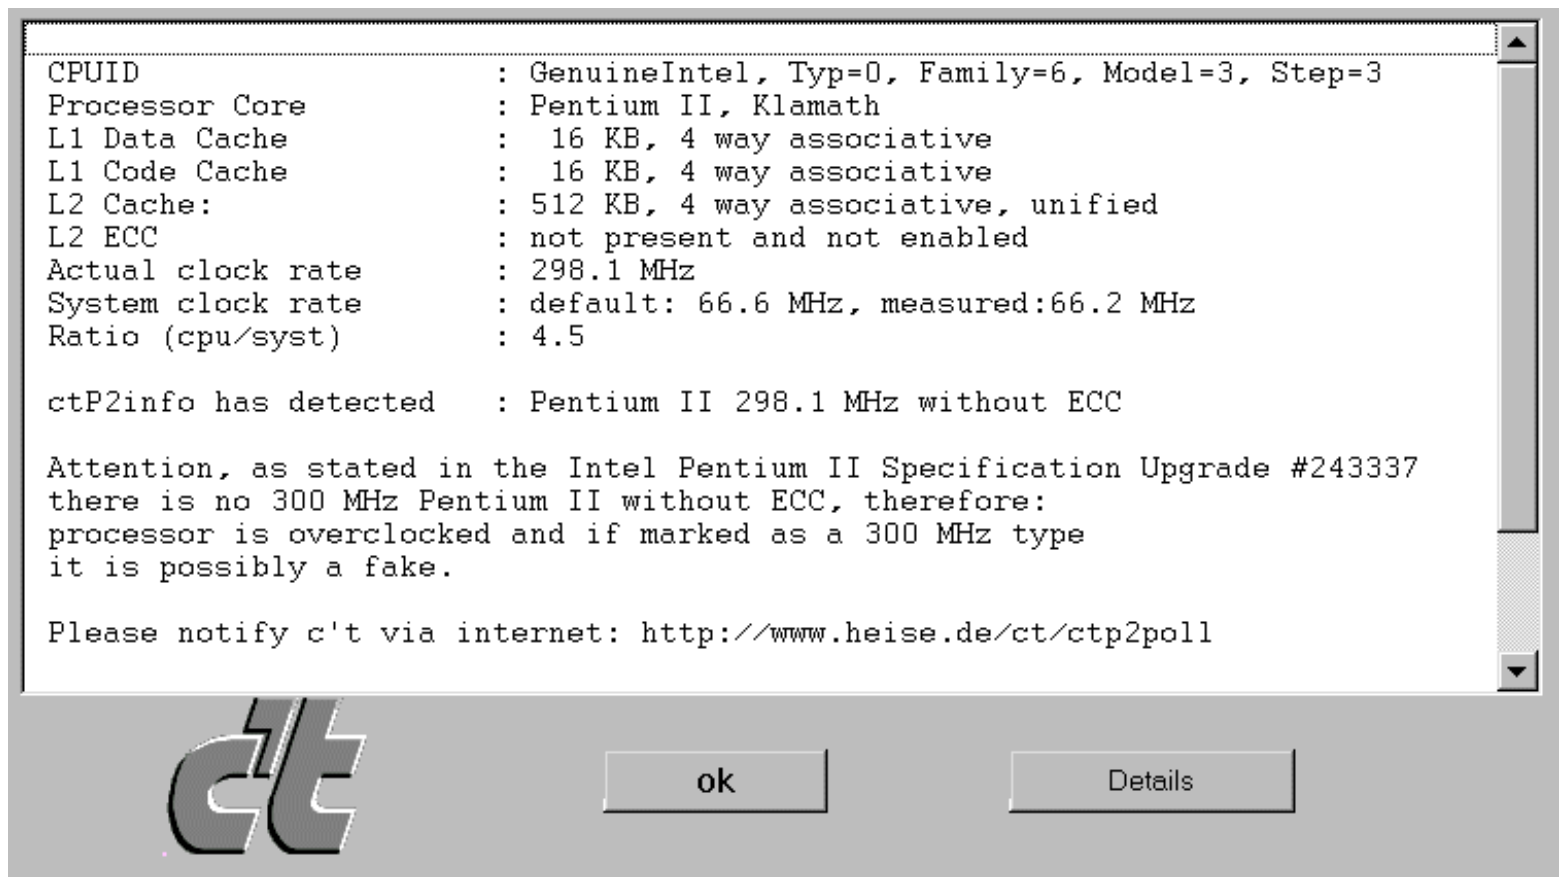 CPUID : GenuineIntel, Typ=0, Family=6, Model=3, Step=3
Processor Core : Pentium II, Klamath
L1 Data Cache : 16 KB, 4 way associative
L1 Code Cache : 16 KB, 4 way associative
L2 Cache: : 512 KB, 4 way associative, unified
L2 ECC : not present and not enabled
Actual clock rate : 298.1 MHz
System clock rate : default: 66.6 MHz, measured:66.2 MHz
Ratio (cpu/syst) : 4.5
ctP2info has detected : Pentium II 298.1 MHz without ECC
Attention, as stated in the Intel Pentium II Specification Upgrade #243337
there is no 300 MHz Pentium II without ECC, therefore:
processor is overclocked and if marked as a 300 MHz type
it is possibly a fake.
Please notify c't via internet: http://www.heise.de/ct/ctp2poll
c't
ok
Details